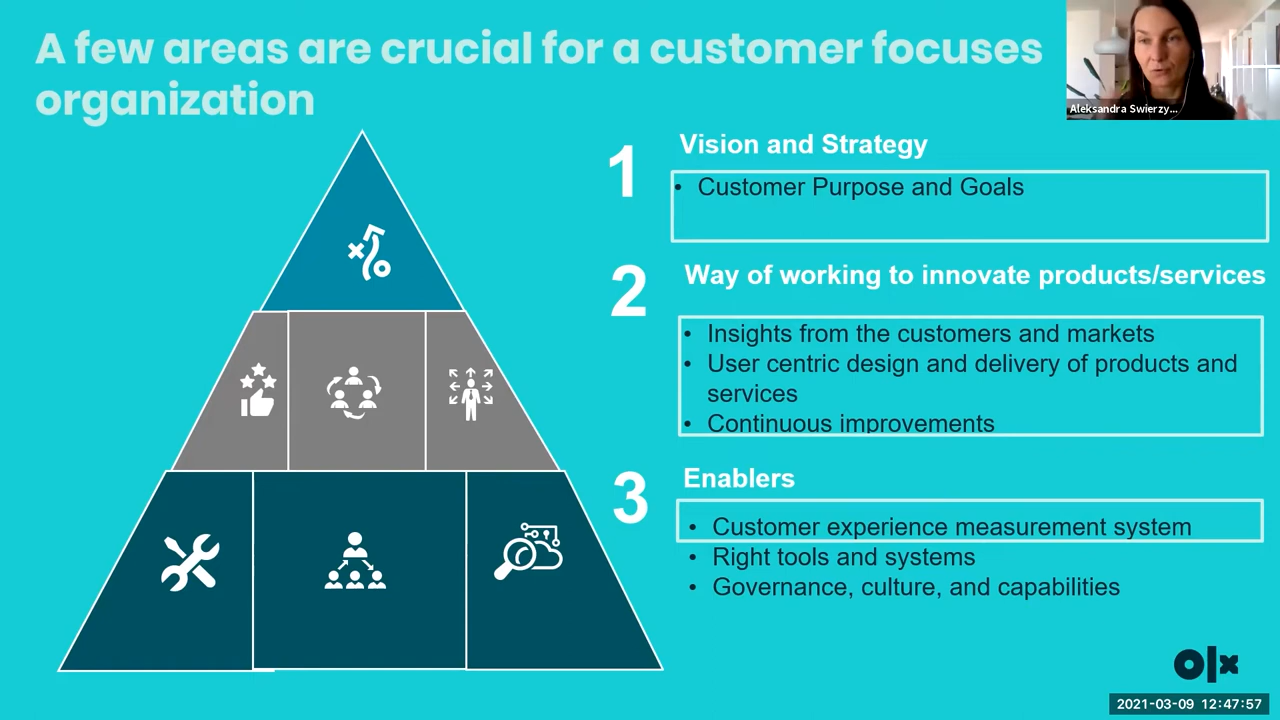 A few areas are crucial for a customer focuses
organization
Aleksandra Swierzy...
1
Vision and Strategy
• Customer Purpose and Goals
2
Way of working to innovate products/services
• Insights from the customers and markets
• User centric design and delivery of products and
services
• Continuous improvements
3
Enablers
• Customer experience measurement system
• Right tools and systems
• Governance, culture, and capabilities
olx
2021-03-09 12:47:57